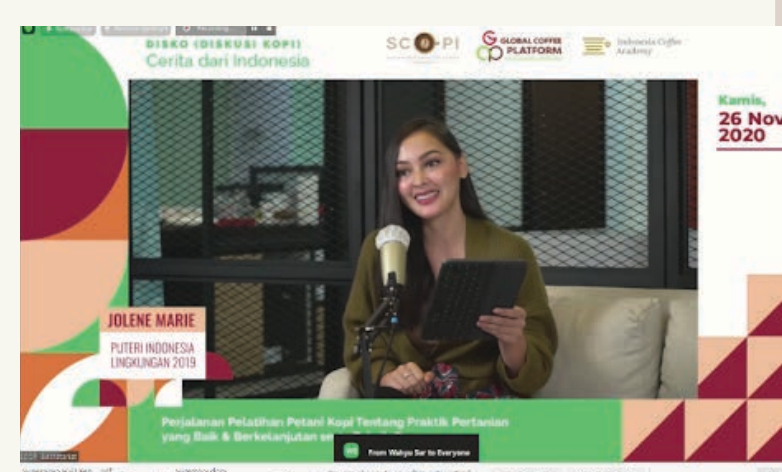 DISKO (DISKUSI KOPI)
Cerita dari Indonesia
SCOPI
GLOBAL COFFEE
PLATFORM
Indonesia Coffee
Academy
Kamis,
26 Nov
2020
JOLENE MARIE
PUTERI INDONESIA
LINGKUNGAN 2019
Perjalanan Pelatihan Petani Kopi Tentang Praktik Pertanian
yang Baik & Berkelanjutan
From Wahyu Sar to Everyone